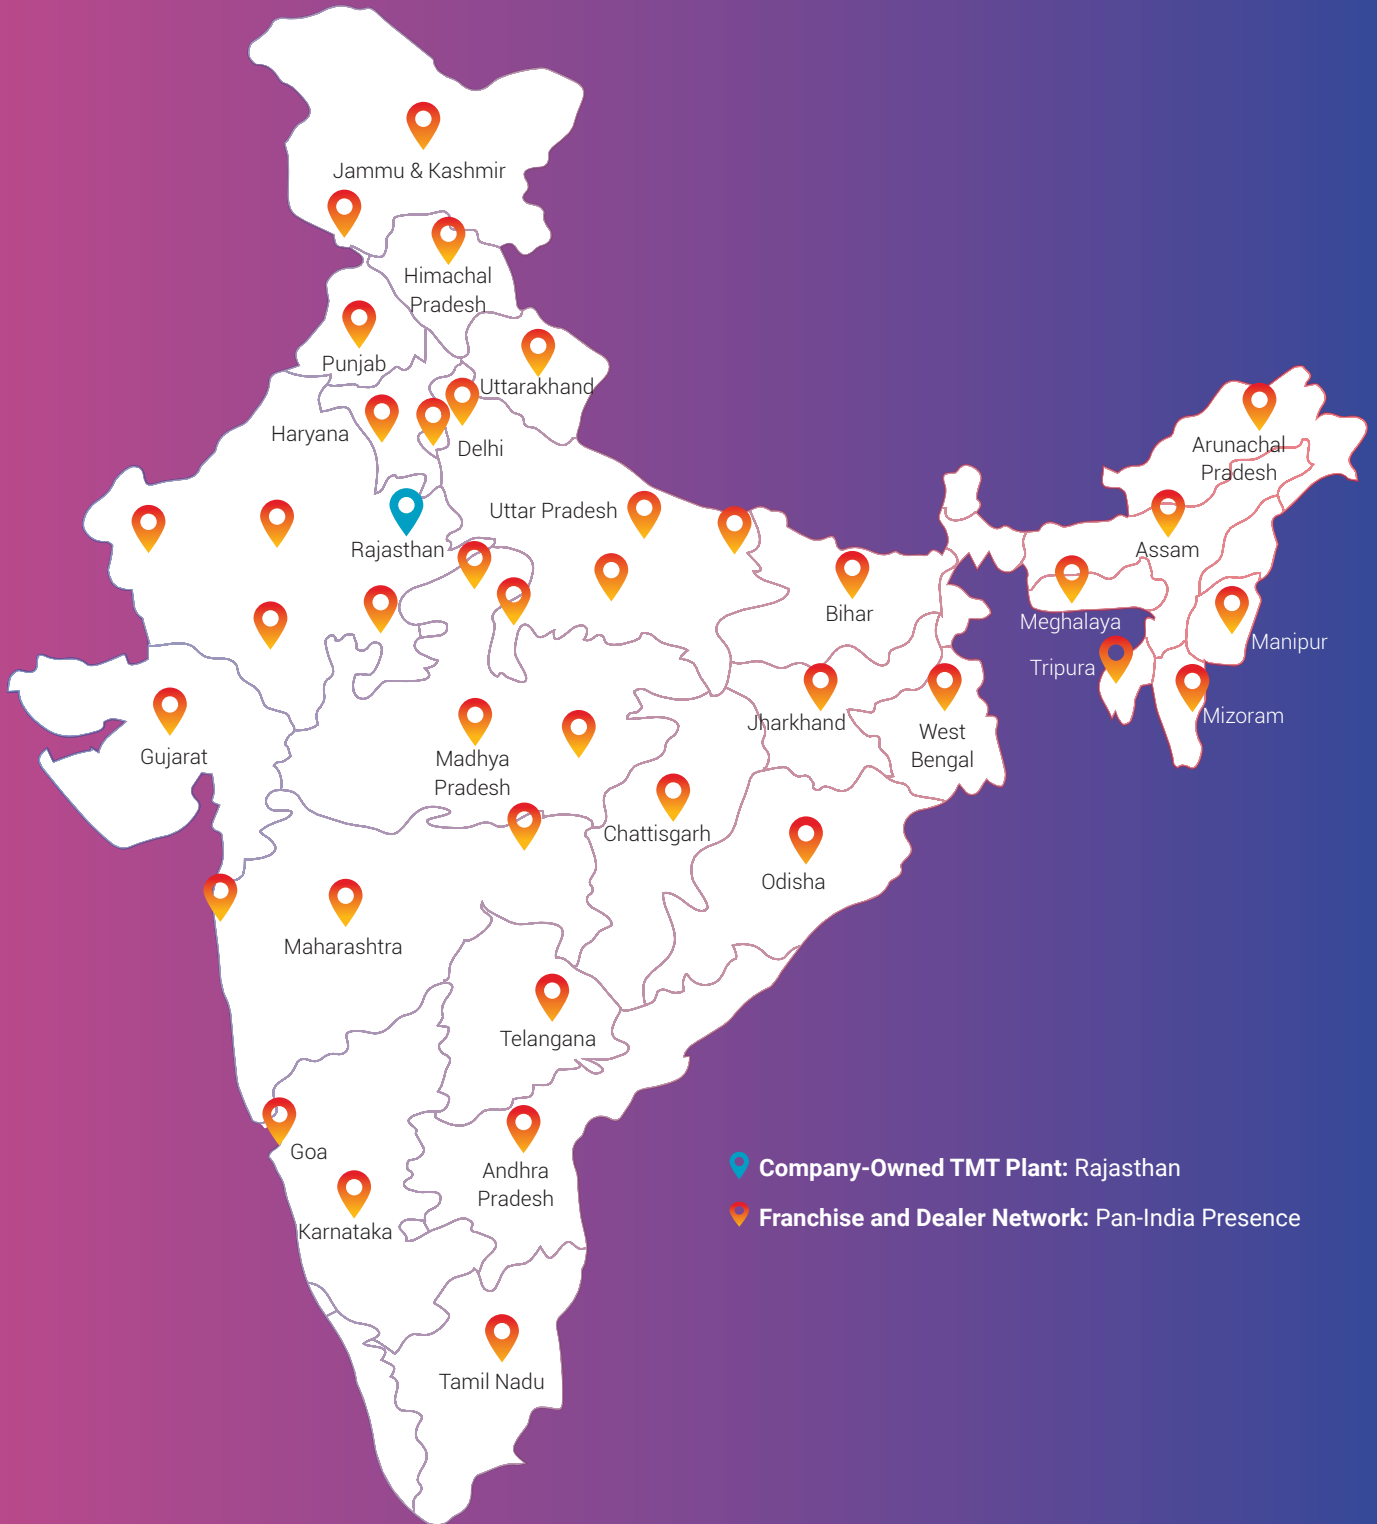 Jammu & Kashmir
Himachal
Pradesh
Punjab
Uttarakhand
Haryana
Delhi
Arunachal
Pradesh
Uttar Pradesh
Rajasthan
Assam
Bihar
Meghalaya
Manipur
Tripura
Mizoram
Jharkhand
West
Bengal
Gujarat
Madhya
Pradesh
Chattisgarh
Odisha
Maharashtra
Telangana
Goa
Andhra
Pradesh
Karnataka
Tamil Nadu
Company-Owned TMT Plant: Rajasthan
Franchise and Dealer Network: Pan-India Presence